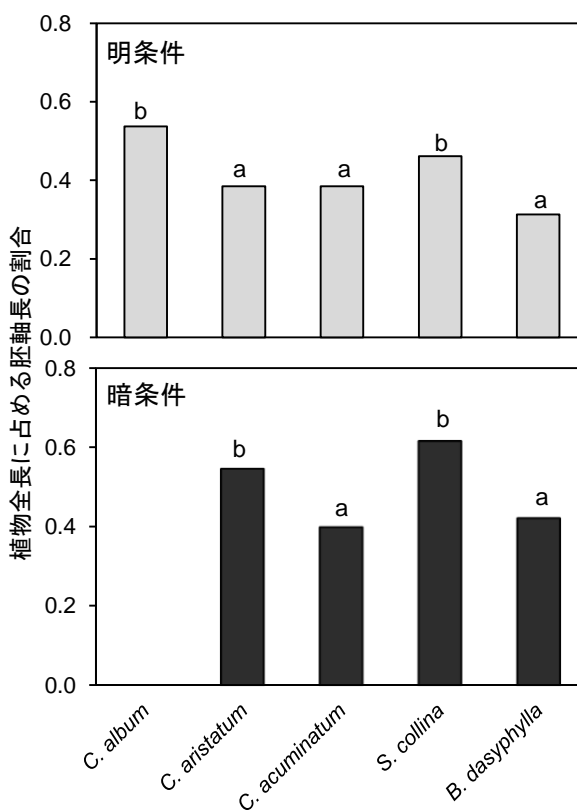 植物全長に占める胚軸長の割合
0.8
明条件
0.6
0.4
0.2
0.0
b
a
a
b
a
0.8
暗条件
0.6
0.4
0.2
0.0
b
a
b
a
C. album
C. aristatum
C. acuminatum
S. collina
B. dasyphylla